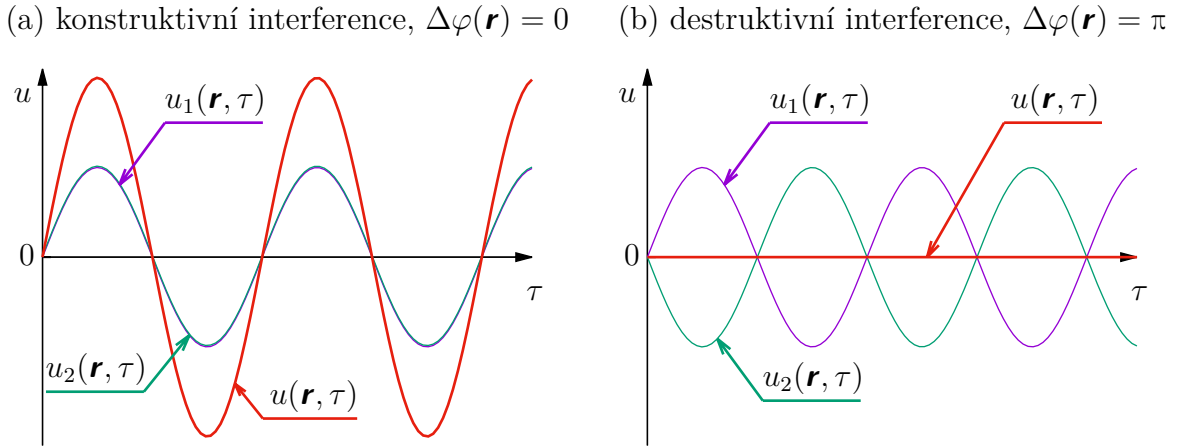 (a) konstruktivní interference, Δφ(r) = 0
u
u₁(r, τ)
0
τ
u₂(r, τ)
u(r, τ)
(b) destruktivní interference, Δφ(r) = π
u
u₁(r, τ)
u(r, τ)
0
τ
u₂(r, τ)